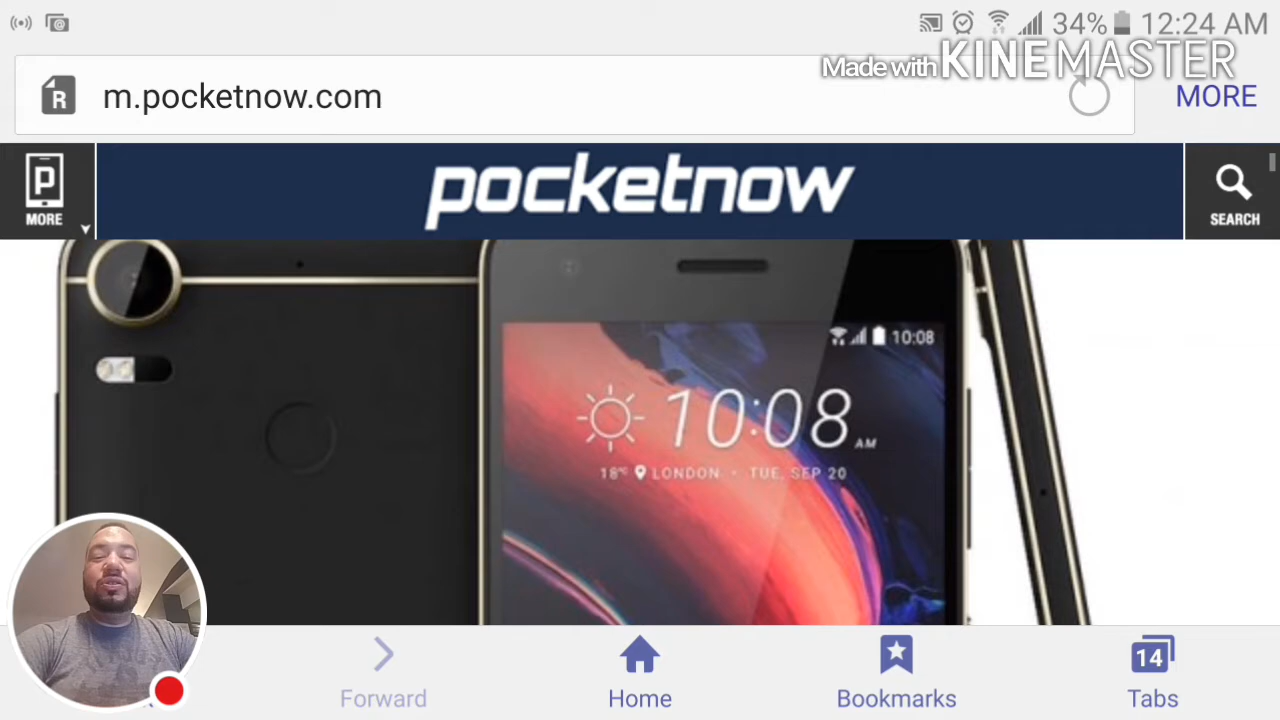 34% 12:24 AM
Made with KINEMASTER
R m.pocketnow.com MORE
P pocketnow
MORE SEARCH
10:08
10:08 AM
18° LONDON • TUE, SEP 20
Forward Home Bookmarks 14 Tabs